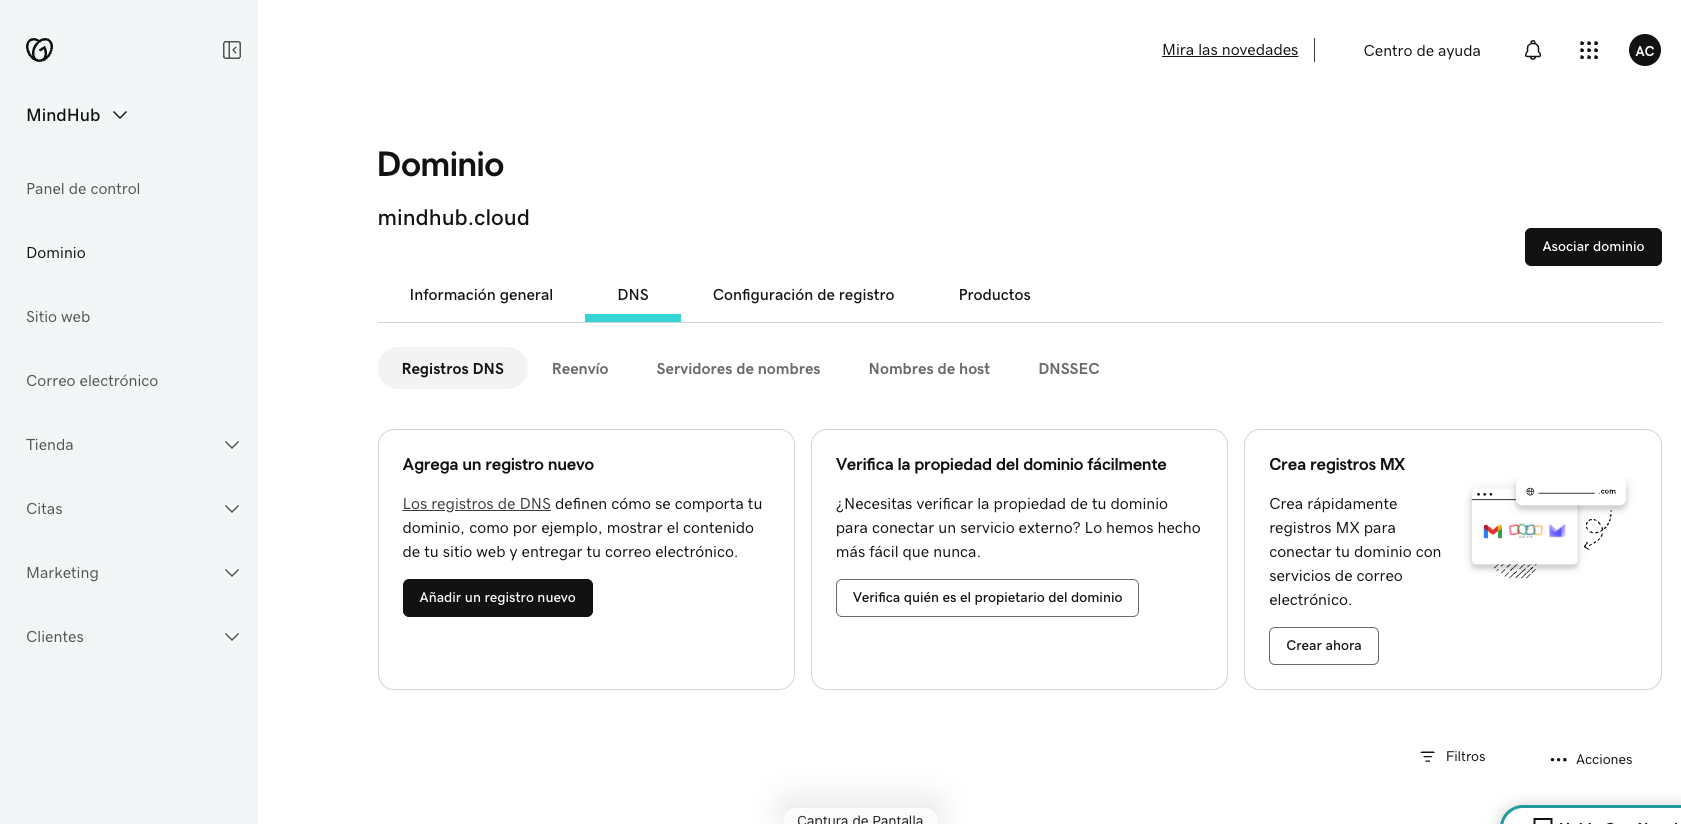 Mira las novedades
Centro de ayuda
AC
MindHub
Panel de control
Dominio
Sitio web
Correo electrónico
Tienda
Citas
Marketing
Clientes
Dominio
mindhub.cloud
Asociar dominio
Información general
DNS
Configuración de registro
Productos
Registros DNS
Reenvío
Servidores de nombres
Nombres de host
DNSSEC
Agrega un registro nuevo
Los registros de DNS definen cómo se comporta tu
dominio, como por ejemplo, mostrar el contenido
de tu sitio web y entregar tu correo electrónico.
Añadir un registro nuevo
Verifica la propiedad del dominio fácilmente
¿Necesitas verificar la propiedad de tu dominio
para conectar un servicio externo? Lo hemos hecho
más fácil que nunca.
Verifica quién es el propietario del dominio
Crea registros MX
Crea rápidamente
registros MX para
conectar tu dominio con
servicios de correo
electrónico.
.com
Crear ahora
Filtros
Acciones
Captura de Pantalla